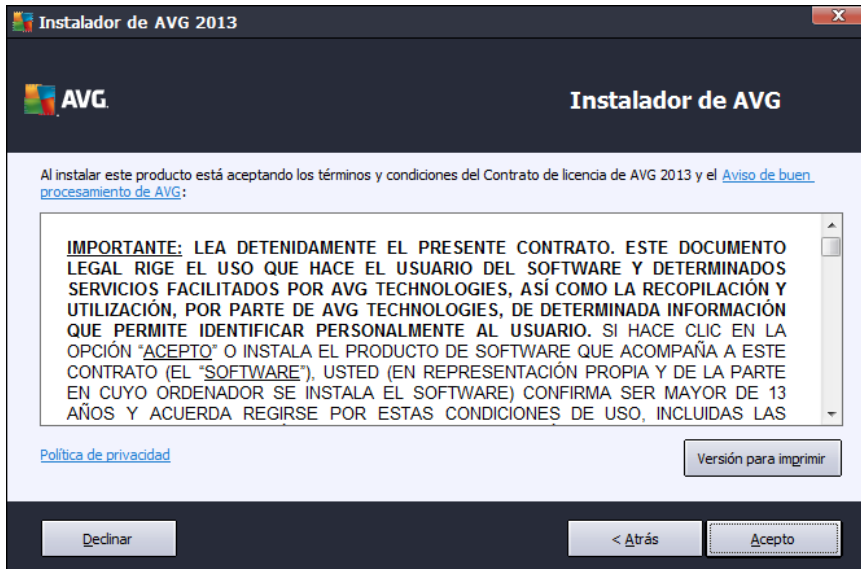 Instalador de AVG 2013
X
AVG.
Instalador de AVG
Al instalar este producto está aceptando los términos y condiciones del Contrato de licencia de AVG 2013 y el Aviso de buen
procesamiento de AVG:
IMPORTANTE: LEA DETENIDAMENTE EL PRESENTE CONTRATO. ESTE DOCUMENTO
LEGAL RIGE EL USO QUE HACE EL USUARIO DEL SOFTWARE Y DETERMINADOS
SERVICIOS FACILITADOS POR AVG TECHNOLOGIES, ASÍ COMO LA RECOPILACIÓN Y
UTILIZACIÓN, POR PARTE DE AVG TECHNOLOGIES, DE DETERMINADA INFORMACIÓN
QUE PERMITE IDENTIFICAR PERSONALMENTE AL USUARIO. SI HACE CLIC EN LA
OPCIÓN “ACEPTO” O INSTALA EL PRODUCTO DE SOFTWARE QUE ACOMPAÑA A ESTE
CONTRATO (EL “SOFTWARE”), USTED (EN REPRESENTACIÓN PROPIA Y DE LA PARTE
EN CUYO ORDENADOR SE INSTALA EL SOFTWARE) CONFIRMA SER MAYOR DE 13
AÑOS Y ACUERDA REGIRSE POR ESTAS CONDICIONES DE USO, INCLUIDAS LAS
Política de privacidad
Versión para imprimir
Declinar
< Atrás
Acepto